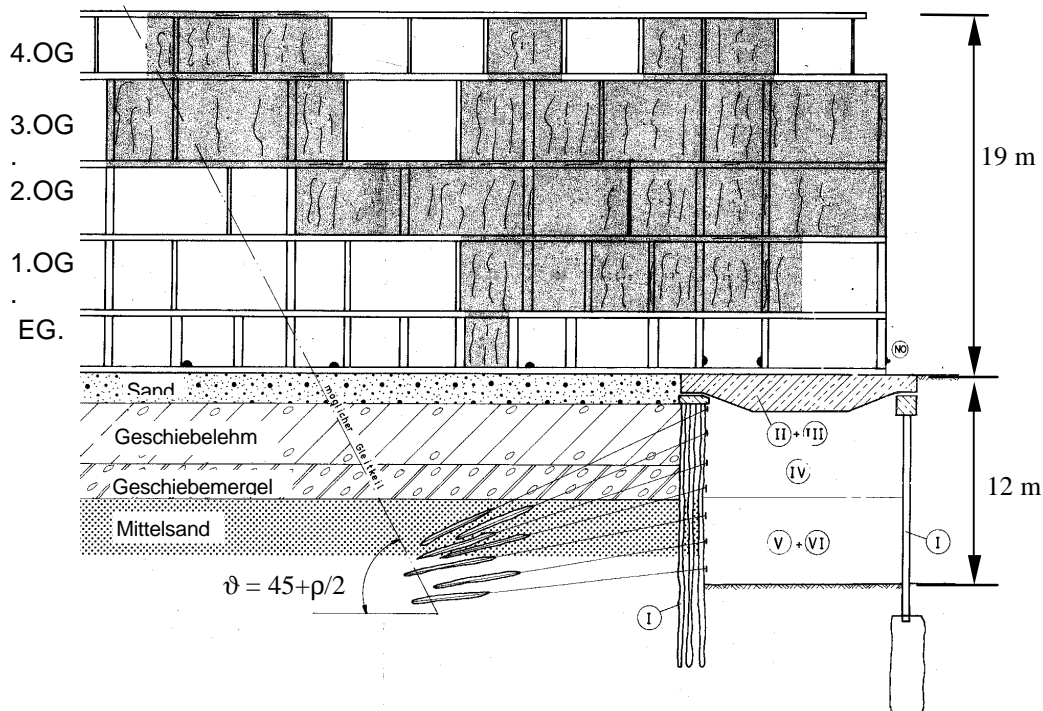 4.OG
3.OG
.
19 m
2.OG
1.OG
.
EG.
NO
Sand
möglicher Gleitkeil
Geschiebelehm
II + III
Geschiebemergel
IV
12 m
Mittelsand
V + VI
I
ϑ = 45+ρ/2
I